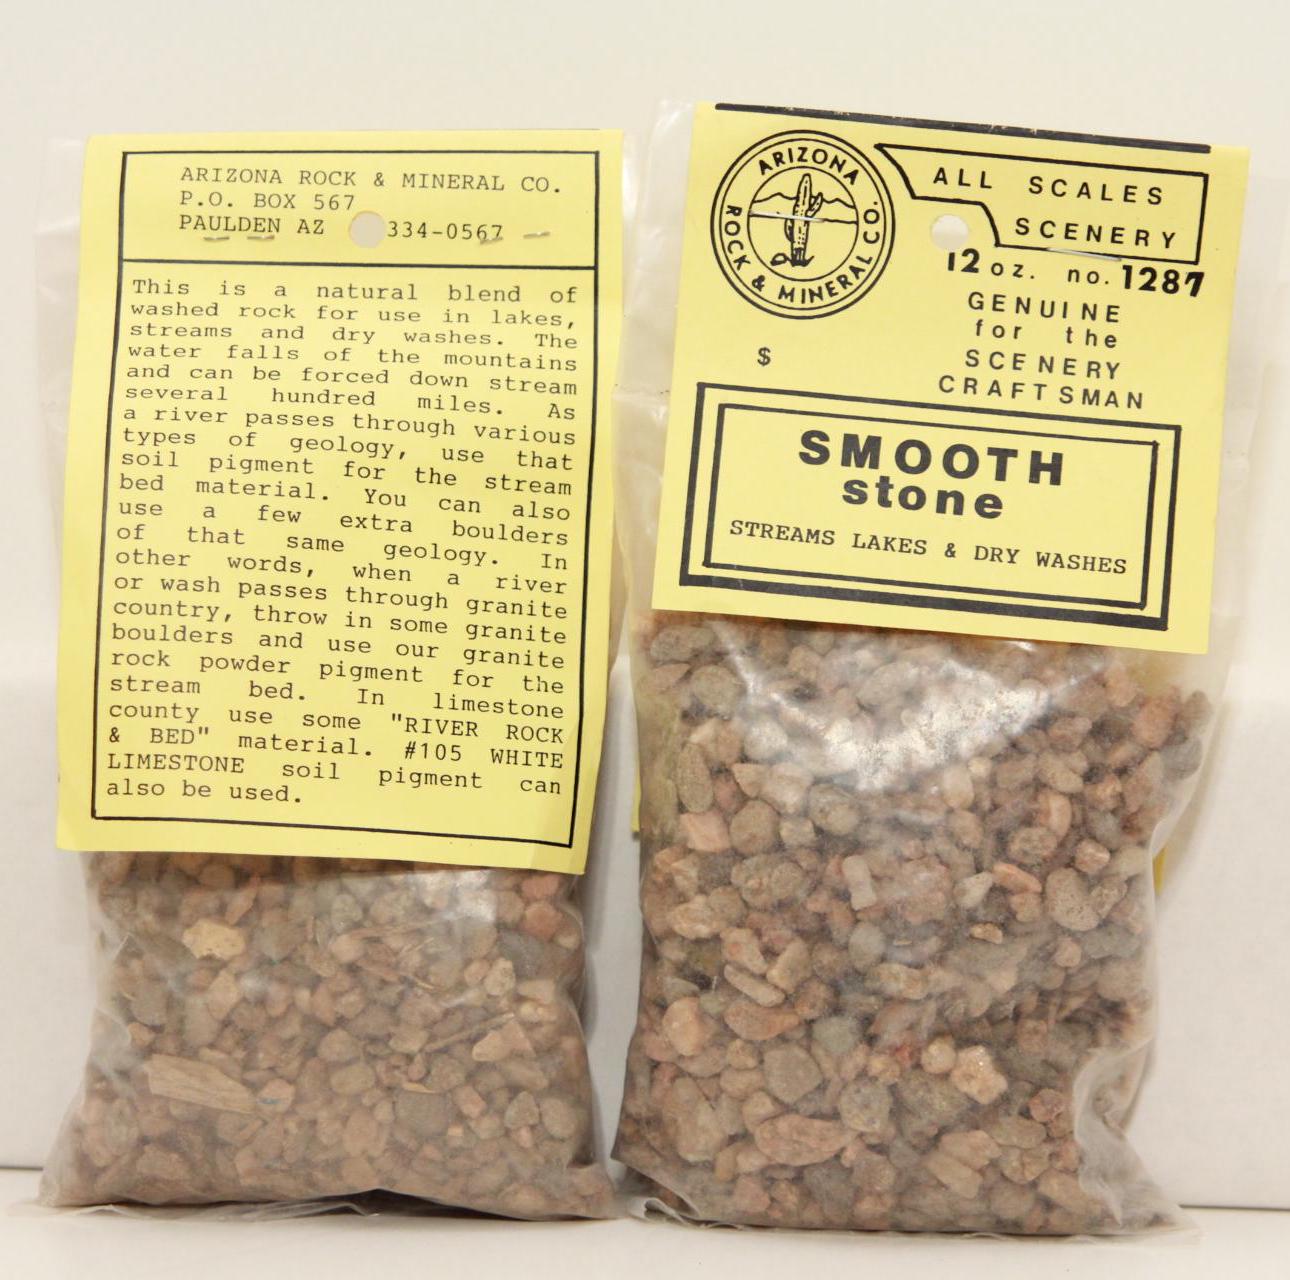 ARIZONA ROCK & MINERAL CO.
P.O. BOX 567
PAULDEN AZ 334-0567
This is a natural blend of
washed rock for use in lakes,
streams and dry washes. The
water falls of the mountains
and can be forced down stream
several hundred miles. As
a river passes through various
types of geology, use that
soil pigment for the stream
bed material. You can also
use a few extra boulders
of that same geology. In
other words, when a river
or wash passes through granite
country, throw in some granite
boulders and use our granite
rock powder pigment for the
stream bed. In limestone
county use some "RIVER ROCK
& BED" material. #105 WHITE
LIMESTONE soil pigment can
also be used.
ARIZONA
ROCK & MINERAL CO.
ALL SCALES
SCENERY
12 oz. no. 1287
GENUINE
for the
SCENERY
CRAFTSMAN
$
SMOOTH
stone
STREAMS LAKES & DRY WASHES